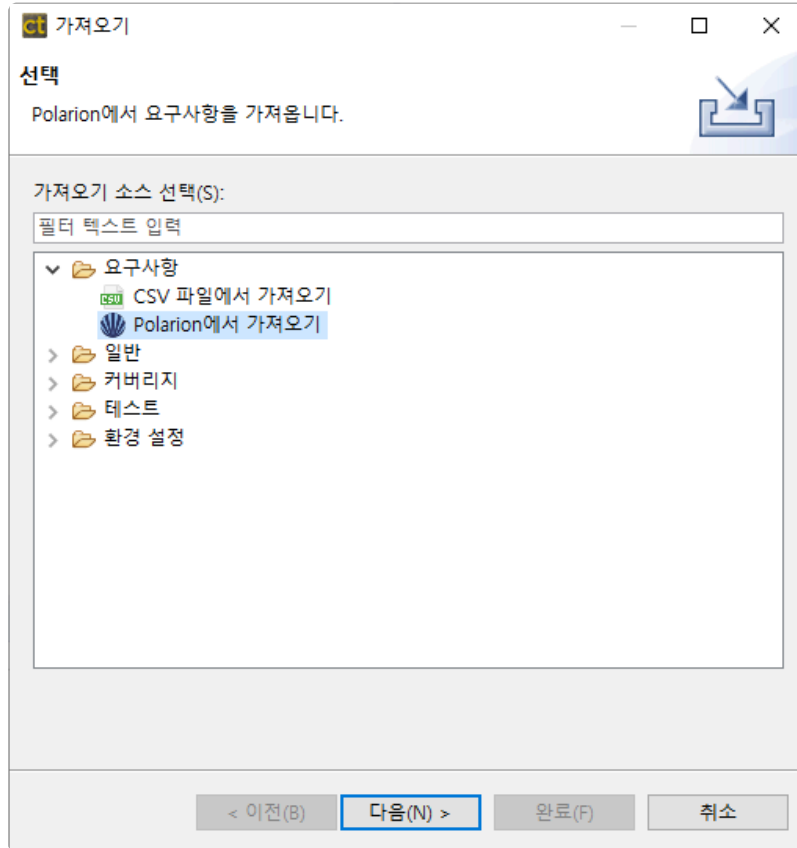 ct 가져오기
선택
Polarion에서 요구사항을 가져옵니다.
가져오기 소스 선택(S):
필터 텍스트 입력
요구사항
CSV CSV 파일에서 가져오기
Polarion에서 가져오기
일반
커버리지
테스트
환경 설정
< 이전(B) 다음(N) > 완료(F) 취소